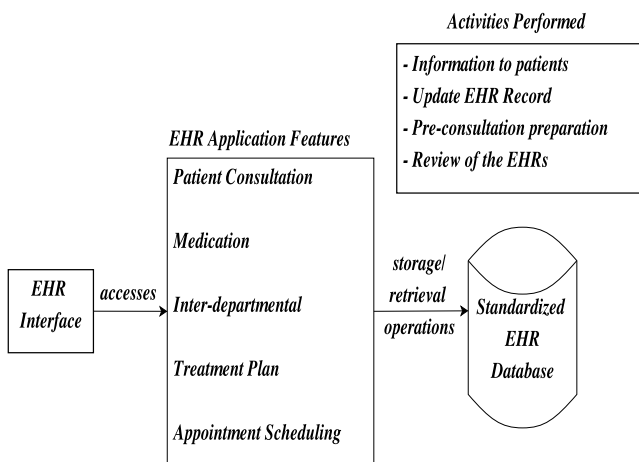 Activities Performed
- Information to patients
- Update EHR Record
- Pre-consultation preparation
- Review of the EHRs
EHR Application Features
Patient Consultation
Medication
Inter-departmental
Treatment Plan
Appointment Scheduling
EHR
Interface
accesses
storage/
retrieval
operations
Standardized
EHR
Database